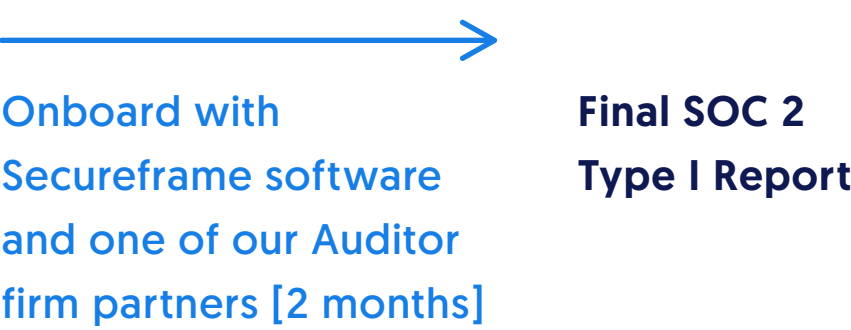 Onboard with
Secureframe software
and one of our Auditor
firm partners [2 months]
Final SOC 2
Type I Report